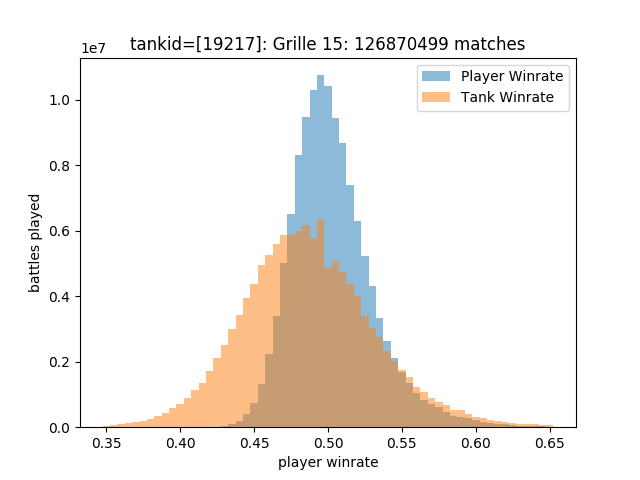 tankid=[19217]: Grille 15: 126870499 matches
1e7
Player Winrate
Tank Winrate
1.0
0.8
0.6
0.4
0.2
0.0
battles played
0.35 0.40 0.45 0.50 0.55 0.60 0.65
player winrate